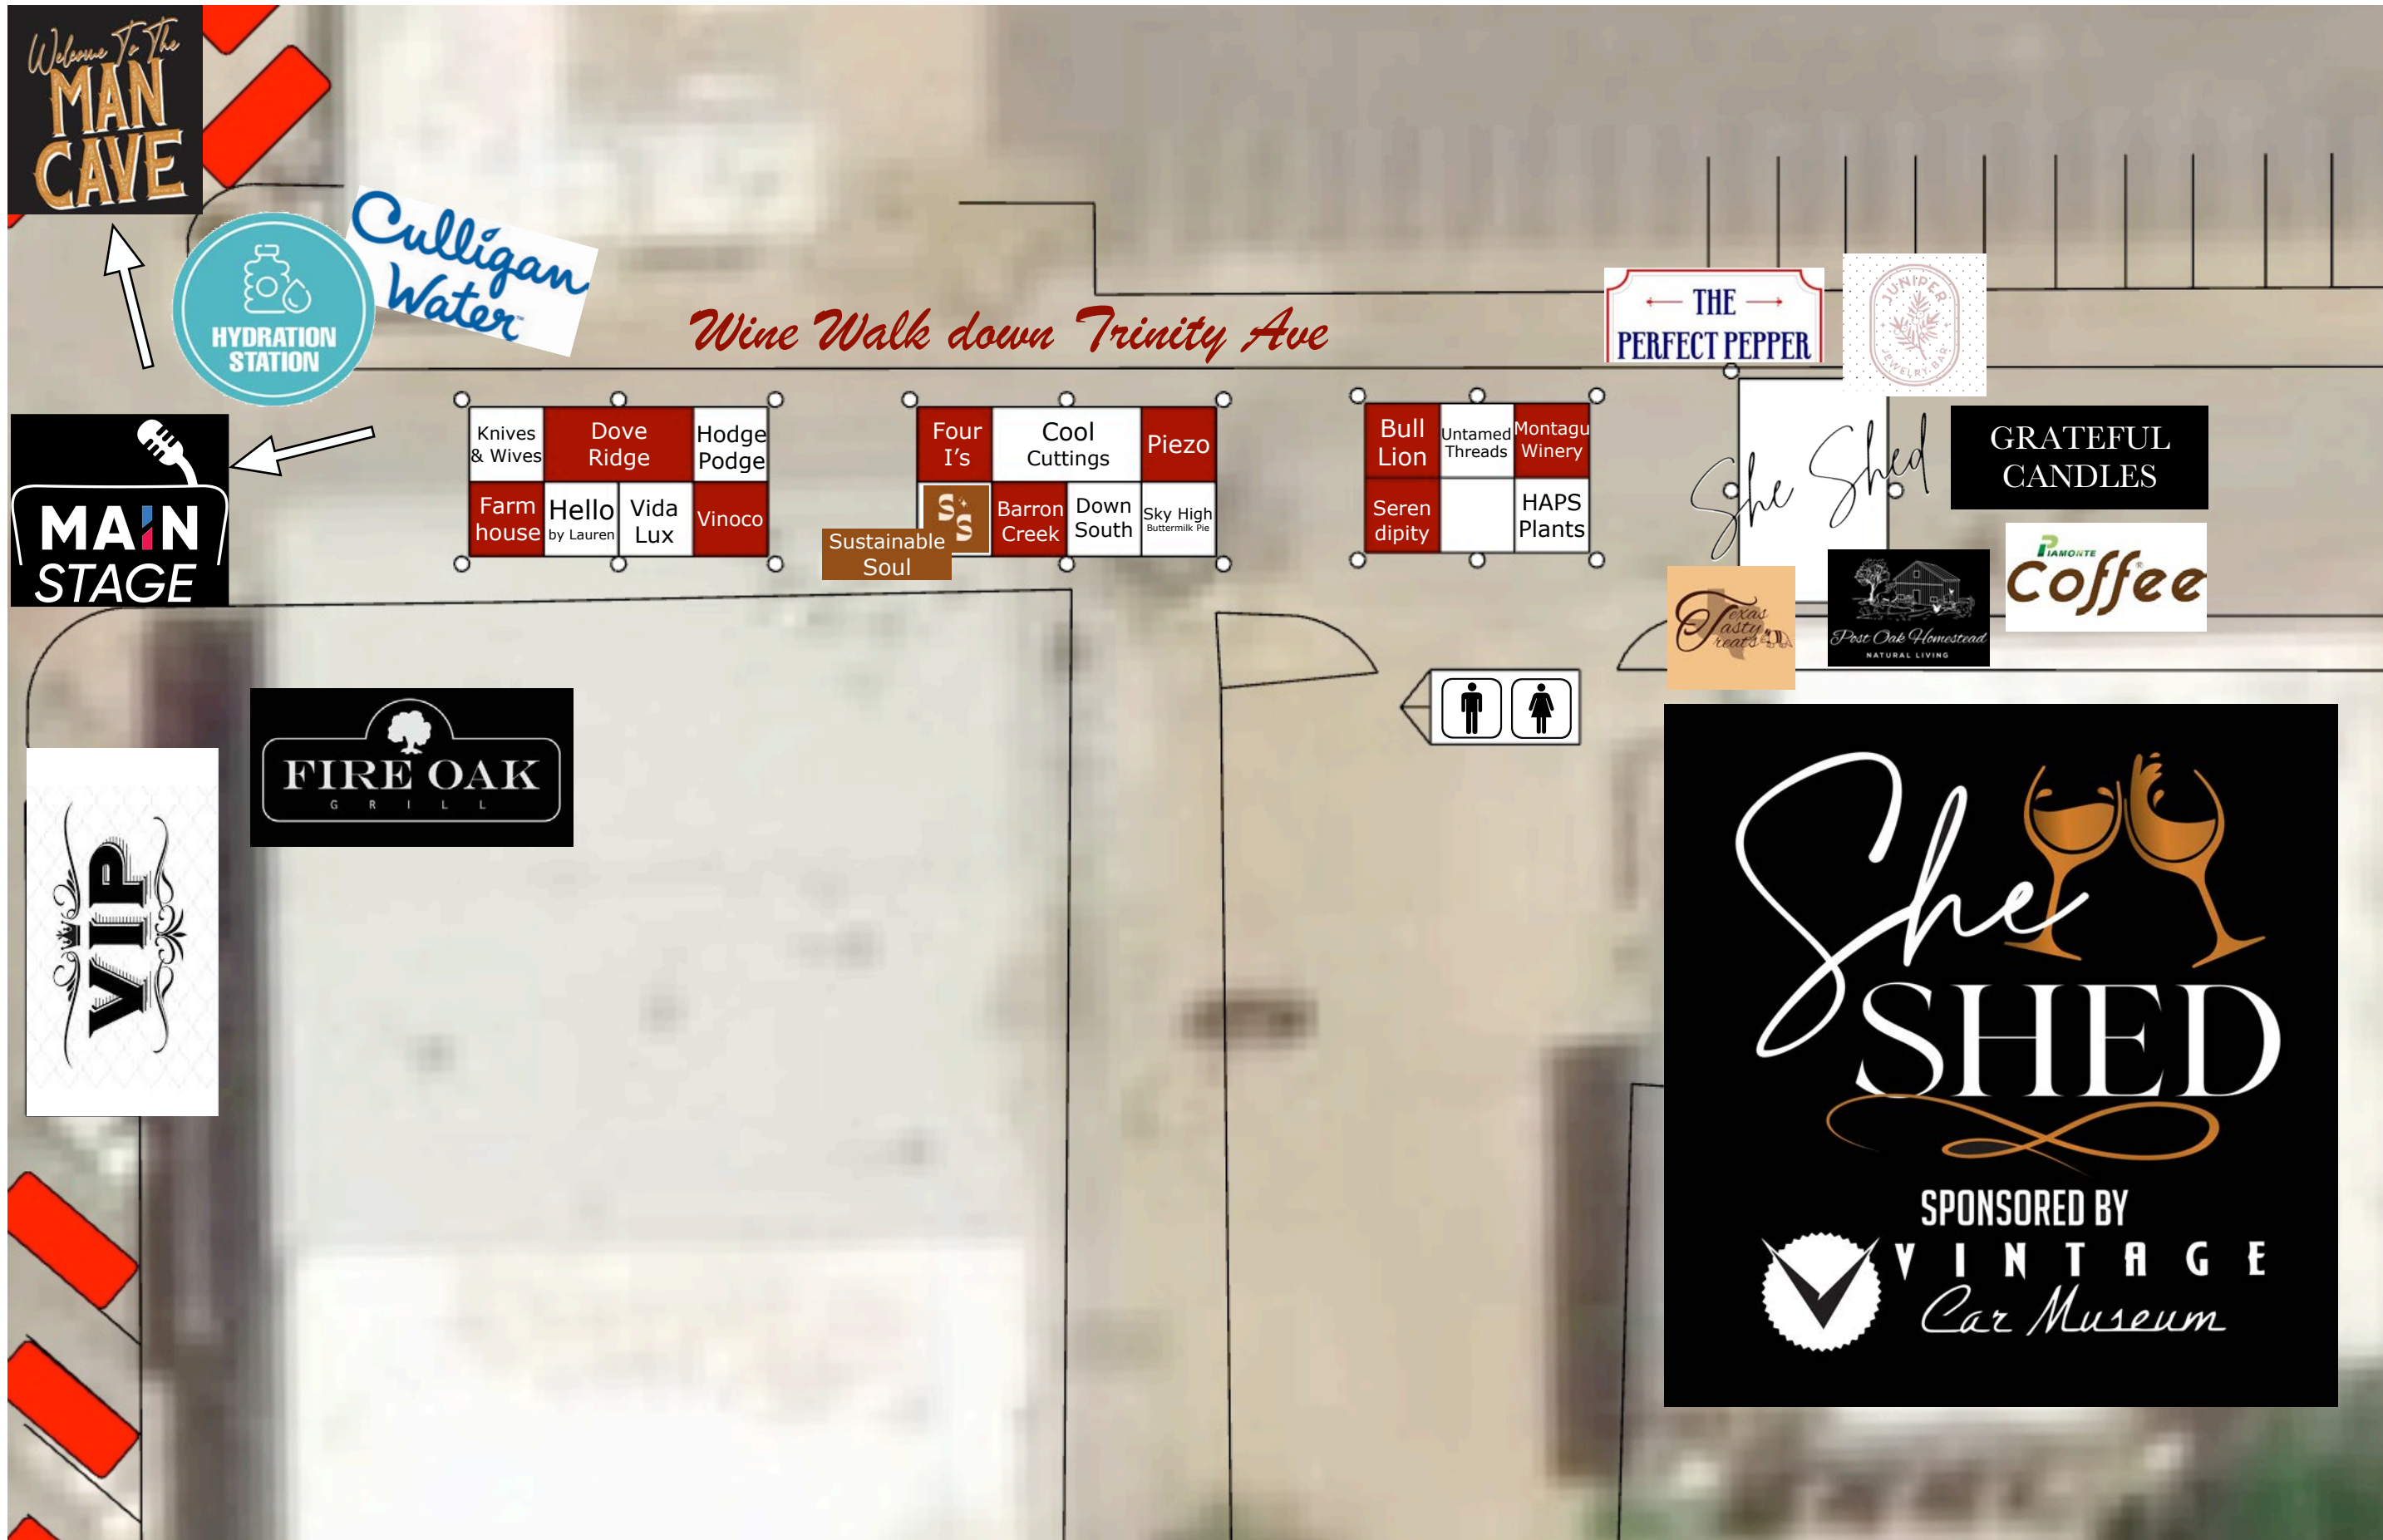 Welcome To The
MAN
CAVE
HYDRATION
STATION
Culligan
Water™
Wine Walk down Trinity Ave
THE
PERFECT PEPPER
JUNIPER
JEWELRY BAR
MAIN
STAGE
Knives
& Wives
Dove
Ridge
Hodge
Podge
Farm
house
Hello
by Lauren
Vida
Lux
Vinoco
Four
I's
Cool
Cuttings
Piezo
SS
Sustainable
Soul
Barron
Creek
Down
South
Sky High
Buttermilk Pie
Bull
Lion
Untamed
Threads
Montagu
Winery
Seren
dipity
HAPS
Plants
She Shed
GRATEFUL
CANDLES
PIAMONTE
coffee®
Texas
Tasty
Treats
Post Oak Homestead
NATURAL LIVING
FIRE OAK
GRILL
VIP
She
SHED
SPONSORED BY
VINTAGE
Car Museum